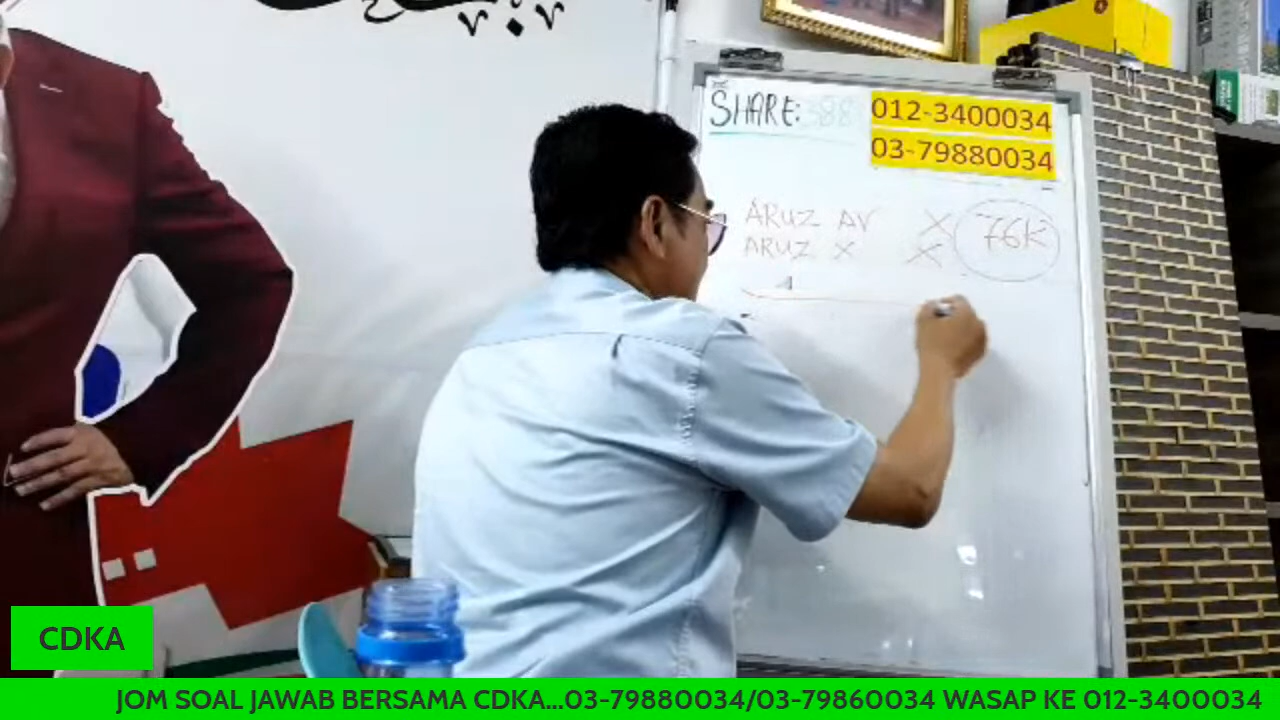 SHARE: 388
012-3400034
03-79880034
ARUZ AV X 76K
ARUZ X X
CDKA
JOM SOAL JAWAB BERSAMA CDKA...03-79880034/03-79860034 WASAP KE 012-3400034